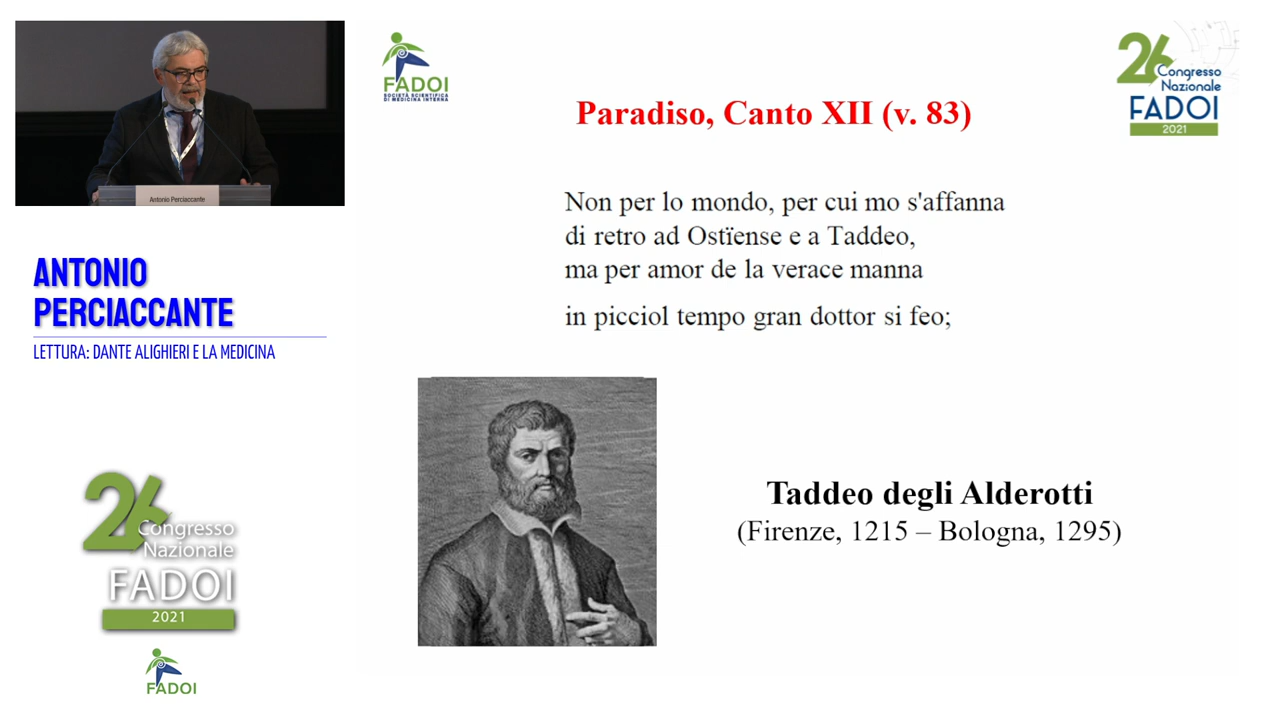 Antonio Perciaccante
ANTONIO
PERCIACCANTE
LETTURA: DANTE ALIGHIERI E LA MEDICINA
26
Congresso
Nazionale
FADOI
2021
FADOI
FADOI
SOCIETÀ SCIENTIFICA
DI MEDICINA INTERNA
26
Congresso
Nazionale
FADOI
2021
Paradiso, Canto XII (v. 83)
Non per lo mondo, per cui mo s'affanna
di retro ad Ostïense e a Taddeo,
ma per amor de la verace manna
in picciol tempo gran dottor si feo;
Taddeo degli Alderotti
(Firenze, 1215 – Bologna, 1295)